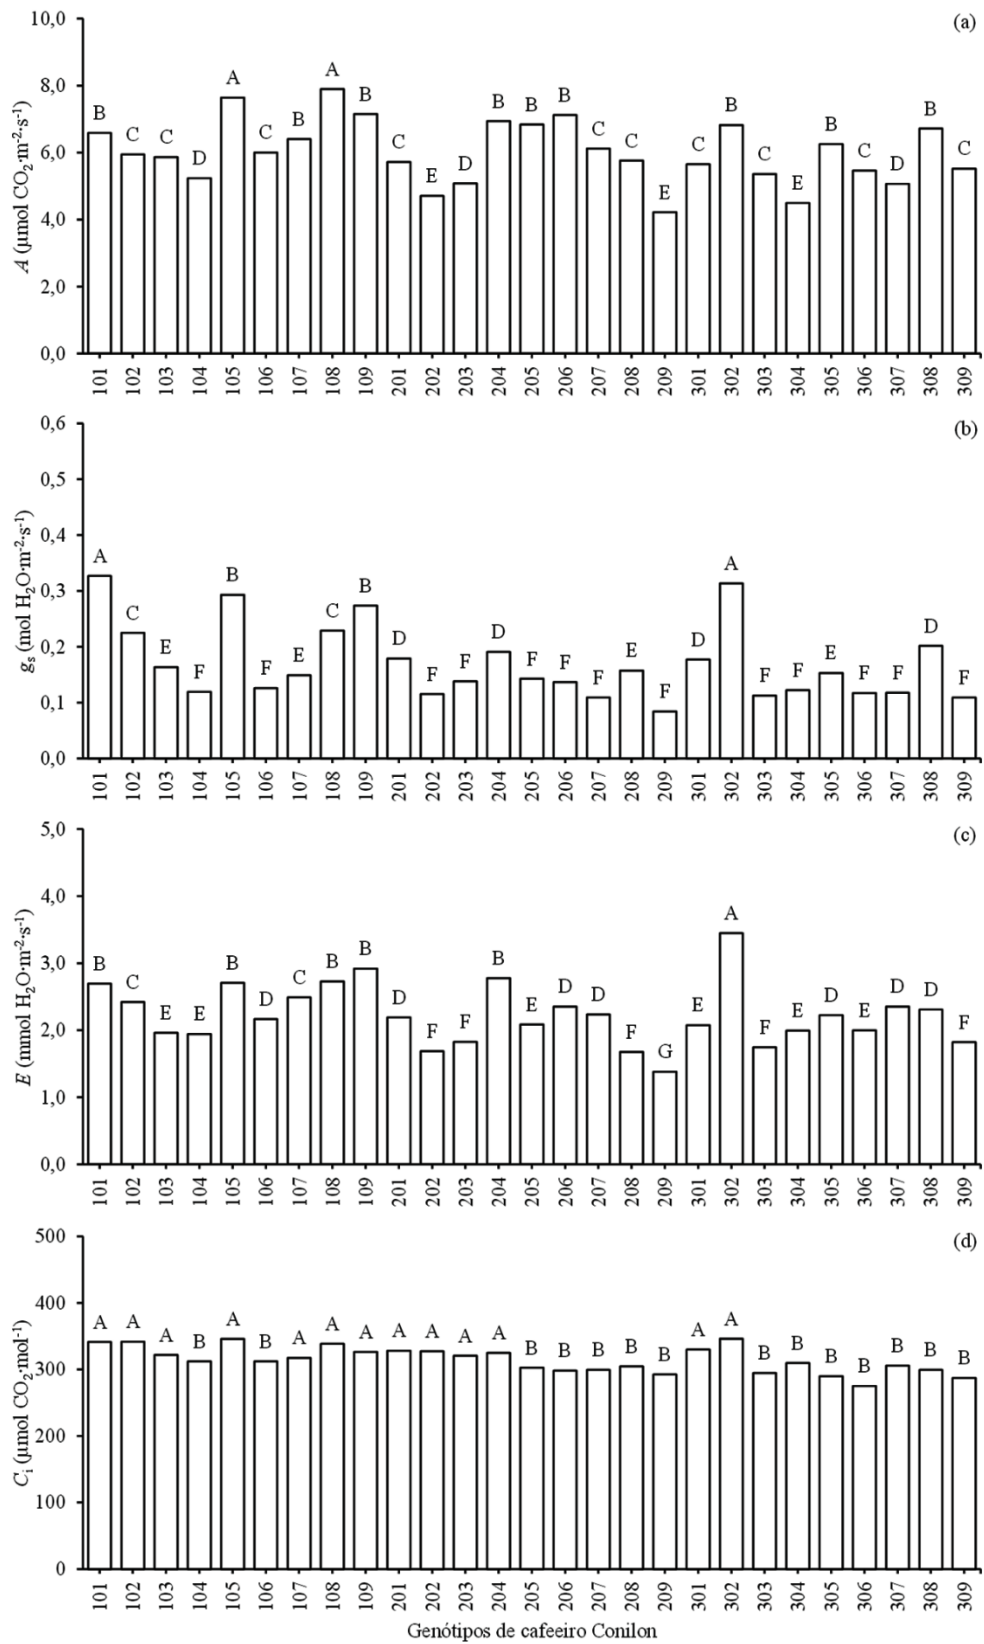 (a)
A (µmol CO₂·m⁻²·s⁻¹)
10,0
8,0
6,0
4,0
2,0
0,0
B C C D A C B A B C E D B B B C C E C B C E B C D B C
101 102 103 104 105 106 107 108 109 201 202 203 204 205 206 207 208 209 301 302 303 304 305 306 307 308 309
(b)
gₛ (mol H₂O·m⁻²·s⁻¹)
0,6
0,5
0,4
0,3
0,2
0,1
0,0
A C E F B F E C B D F F D F F F E F D A F F E F F D F
101 102 103 104 105 106 107 108 109 201 202 203 204 205 206 207 208 209 301 302 303 304 305 306 307 308 309
(c)
E (mmol H₂O·m⁻²·s⁻¹)
5,0
4,0
3,0
2,0
1,0
0,0
B C E E B D C B B D F F B E D D F G E A F E D E D D F
101 102 103 104 105 106 107 108 109 201 202 203 204 205 206 207 208 209 301 302 303 304 305 306 307 308 309
(d)
Cᵢ (µmol CO₂·mol⁻¹)
500
400
300
200
100
0
A A A B A B A A A A A A A B B B B B A A B B B B B B B
101 102 103 104 105 106 107 108 109 201 202 203 204 205 206 207 208 209 301 302 303 304 305 306 307 308 309
Genótipos de cafeeiro Conilon